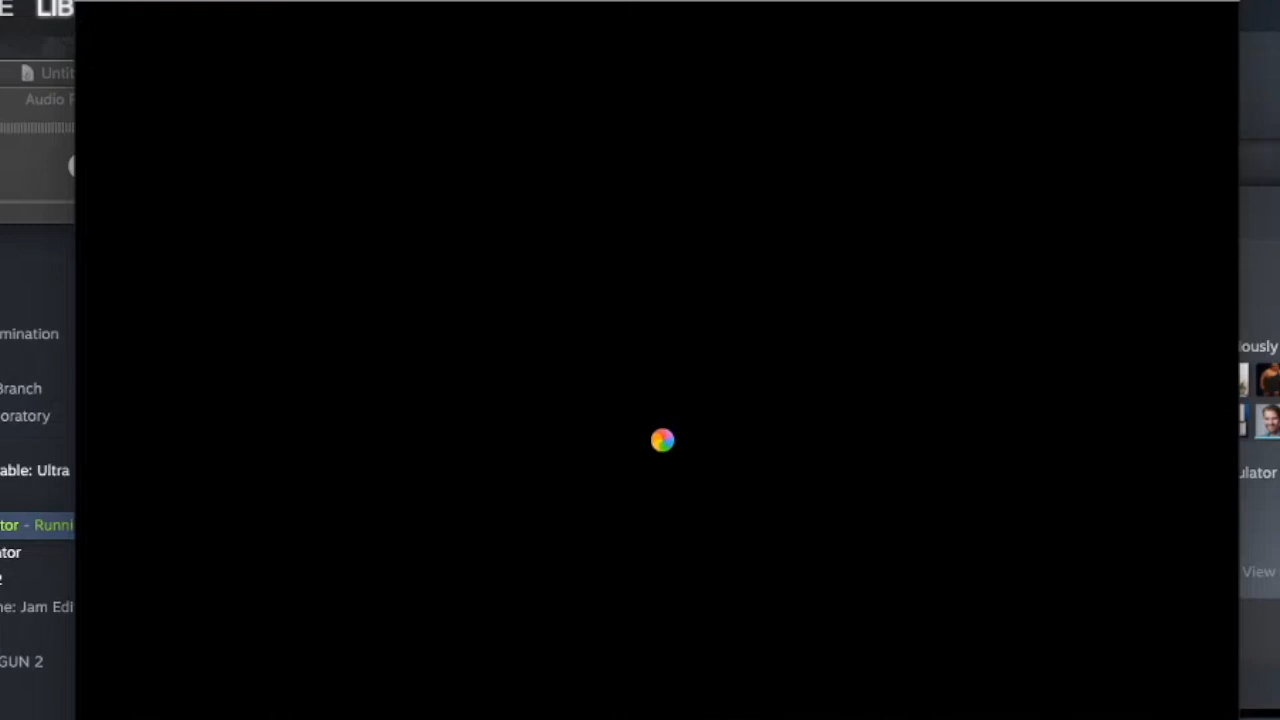 E LIB
Untit
Audio F
mination
Branch
oratory
able: Ultra
tor - Runni
ator
2
ne: Jam Edi
GUN 2
ously
ulator
View